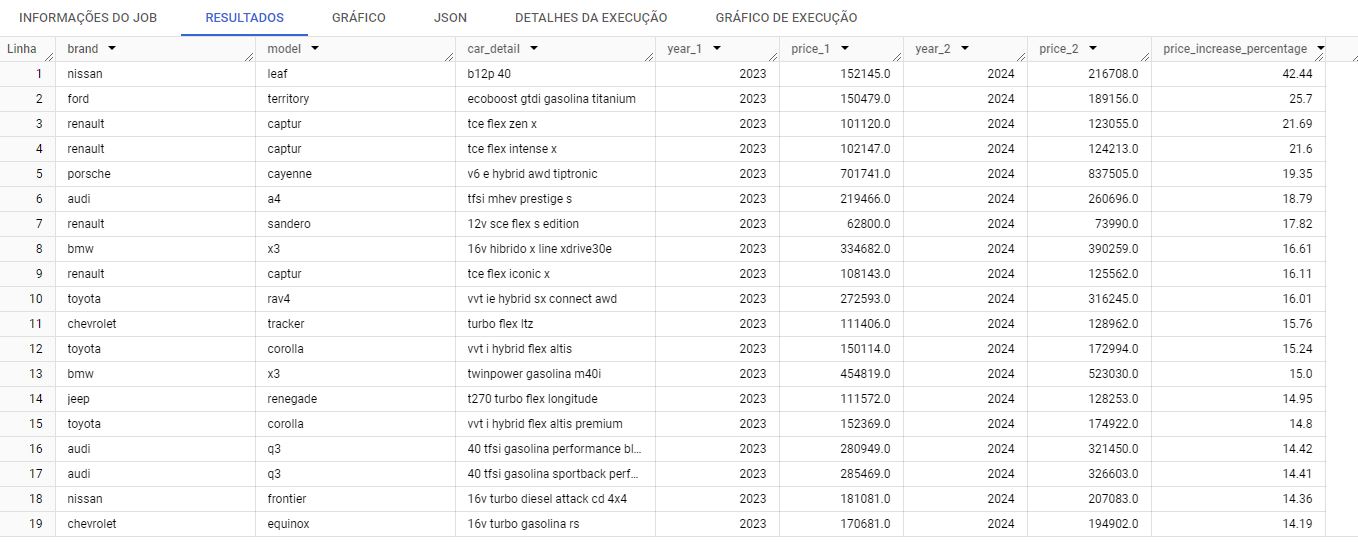 INFORMAÇÕES DO JOB RESULTADOS GRÁFICO JSON DETALHES DA EXECUÇÃO GRÁFICO DE EXECUÇÃO
Linha brand model car_detail year_1 price_1 year_2 price_2 price_increase_percentage
1 nissan leaf b12p 40 2023 152145.0 2024 216708.0 42.44
2 ford territory ecoboost gtdi gasolina titanium 2023 150479.0 2024 189156.0 25.7
3 renault captur tce flex zen x 2023 101120.0 2024 123055.0 21.69
4 renault captur tce flex intense x 2023 102147.0 2024 124213.0 21.6
5 porsche cayenne v6 e hybrid awd tiptronic 2023 701741.0 2024 837505.0 19.35
6 audi a4 tfsi mhev prestige s 2023 219466.0 2024 260696.0 18.79
7 renault sandero 12v sce flex s edition 2023 62800.0 2024 73990.0 17.82
8 bmw x3 16v hibrido x line xdrive30e 2023 334682.0 2024 390259.0 16.61
9 renault captur tce flex iconic x 2023 108143.0 2024 125562.0 16.11
10 toyota rav4 vvt ie hybrid sx connect awd 2023 272593.0 2024 316245.0 16.01
11 chevrolet tracker turbo flex ltz 2023 111406.0 2024 128962.0 15.76
12 toyota corolla vvt i hybrid flex altis 2023 150114.0 2024 172994.0 15.24
13 bmw x3 twinpower gasolina m40i 2023 454819.0 2024 523030.0 15.0
14 jeep renegade t270 turbo flex longitude 2023 111572.0 2024 128253.0 14.95
15 toyota corolla vvt i hybrid flex altis premium 2023 152369.0 2024 174922.0 14.8
16 audi q3 40 tfsi gasolina performance bl... 2023 280949.0 2024 321450.0 14.42
17 audi q3 40 tfsi gasolina sportback perf... 2023 285469.0 2024 326603.0 14.41
18 nissan frontier 16v turbo diesel attack cd 4x4 2023 181081.0 2024 207083.0 14.36
19 chevrolet equinox 16v turbo gasolina rs 2023 170681.0 2024 194902.0 14.19